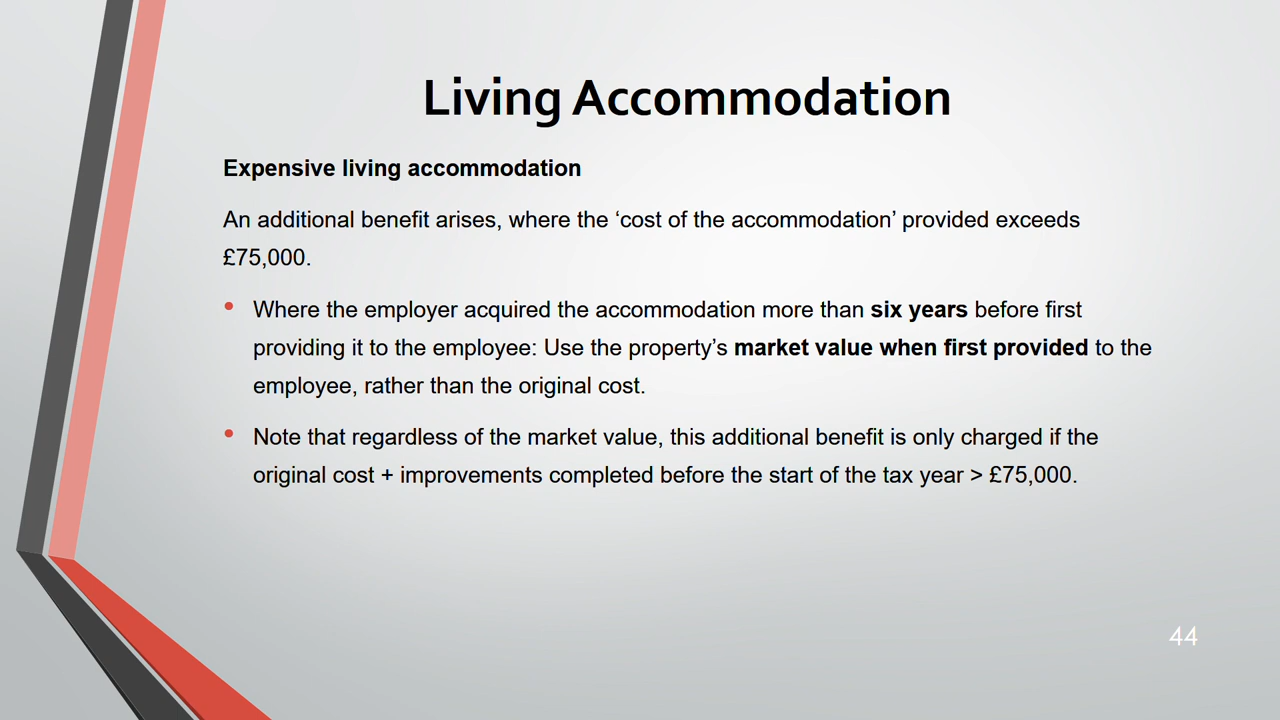 Living Accommodation
Expensive living accommodation
An additional benefit arises, where the ‘cost of the accommodation’ provided exceeds
£75,000.
• Where the employer acquired the accommodation more than six years before first
providing it to the employee: Use the property’s market value when first provided to the
employee, rather than the original cost.
• Note that regardless of the market value, this additional benefit is only charged if the
original cost + improvements completed before the start of the tax year > £75,000.
44